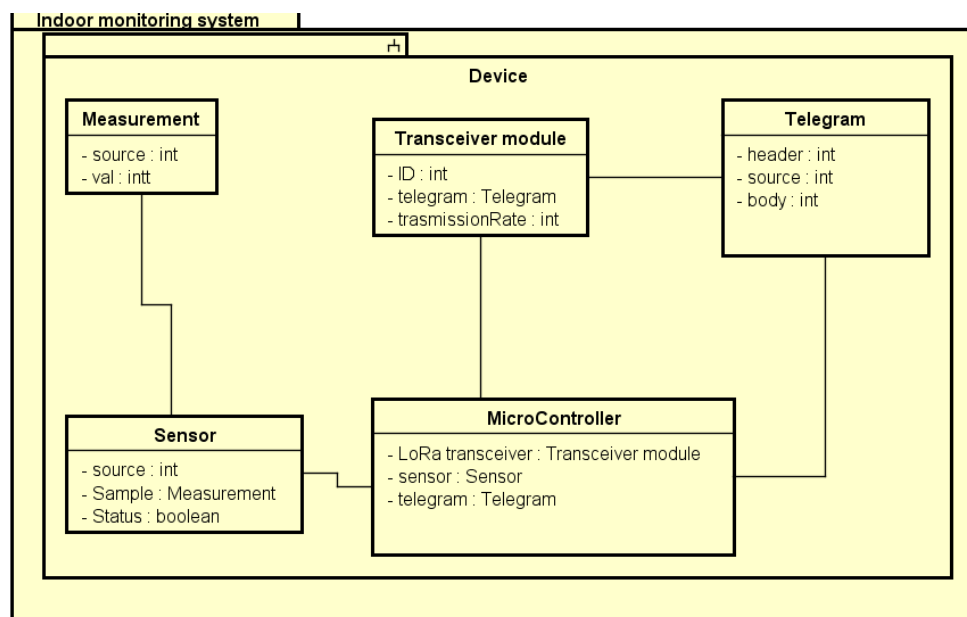 Indoor monitoring system
Device
Measurement
- source : int
- val : intt
Transceiver module
- ID : int
- telegram : Telegram
- trasmissionRate : int
Telegram
- header : int
- source : int
- body : int
Sensor
- source : int
- Sample : Measurement
- Status : boolean
MicroController
- LoRa transceiver : Transceiver module
- sensor : Sensor
- telegram : Telegram